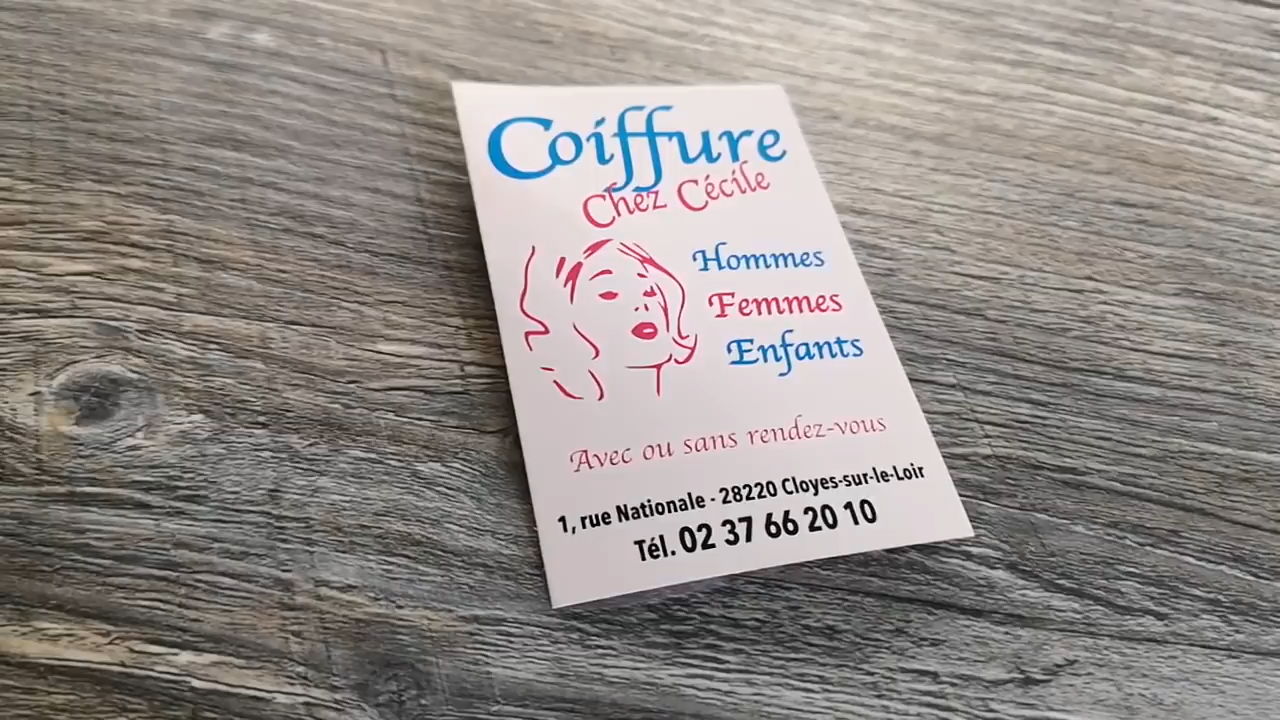 Coiffure
Chez Cécile
Hommes
Femmes
Enfants
Avec ou sans rendez-vous
1, rue Nationale - 28220 Cloyes-sur-le-Loir
Tél. 02 37 66 20 10